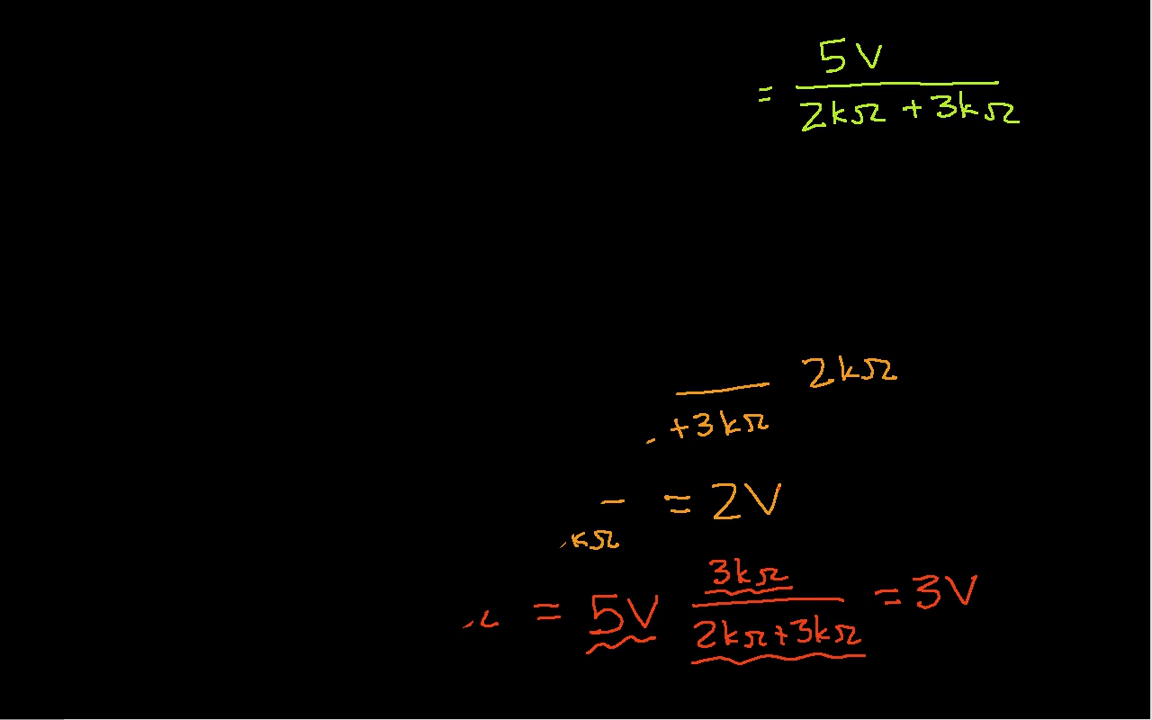 = 5V / 2kΩ + 3kΩ
2kΩ
+3kΩ
= 2V
kΩ
= 5V 3kΩ / 2kΩ+3kΩ = 3V